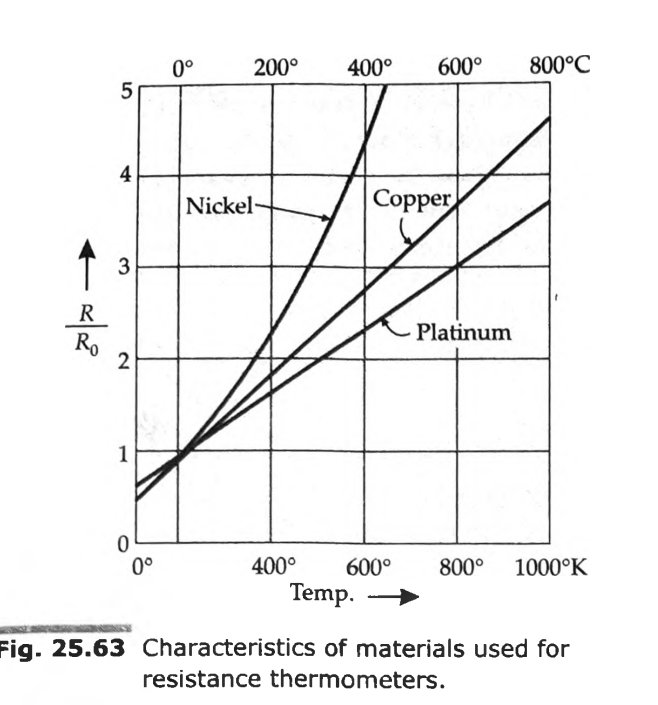 0° 200° 400° 600° 800°C
5
4
Nickel
Copper
3
R
R₀
Platinum
2
1
0
0° 400° 600° 800° 1000°K
Temp.
Fig. 25.63 Characteristics of materials used for
resistance thermometers.